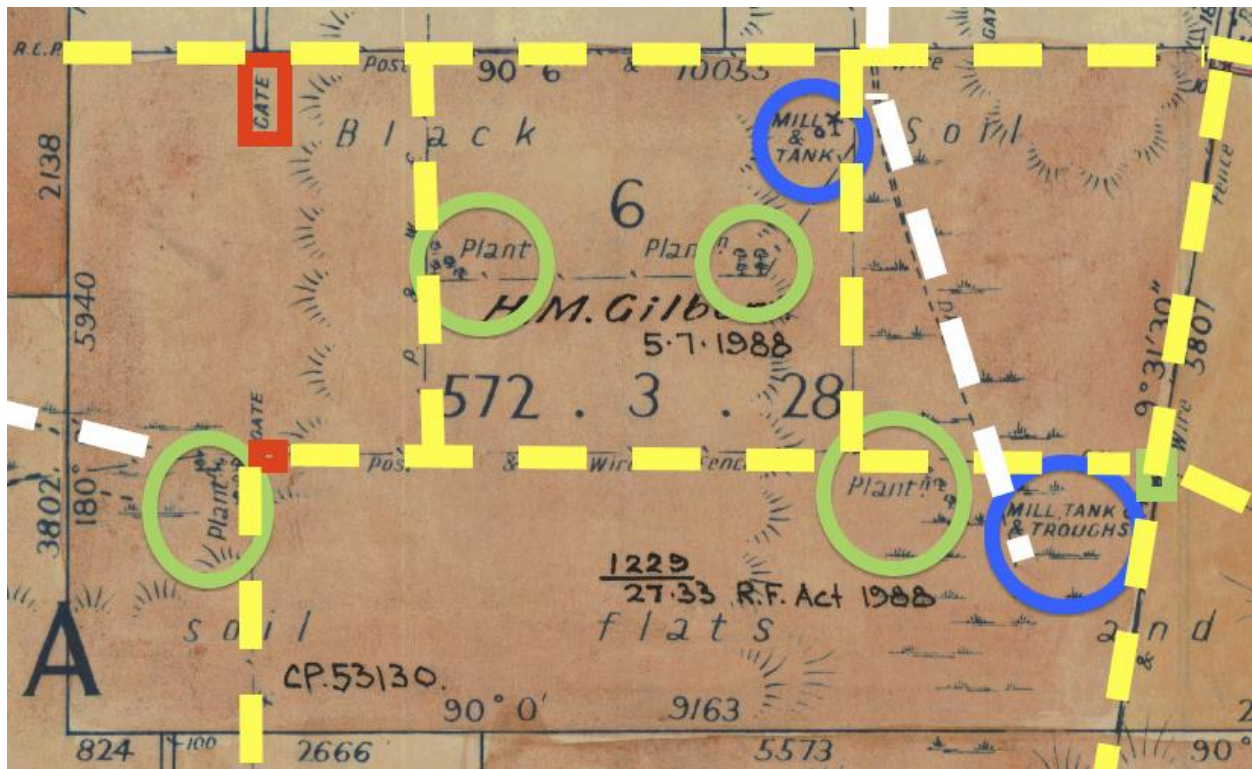 R.L.P.
GATE
Post 90° 6' & 10053 Wire
GATE
Black Soil
MILL
& TANK
2138
6
Plant Plant n
H.M. Gilbert
5·7·1988
5940
572 . 3 . 28
9° 31' 30"
3807
Wire Fence
GATE
Post & Wire Fence
3802
180°
Plant n
Plant n
MILL, TANK
& TROUGHS
1229
27·33 R.F. Act 1988
A
Soil flats and
&
CP.53130.
90° 0' 9163
824 100 2666 5573 90°